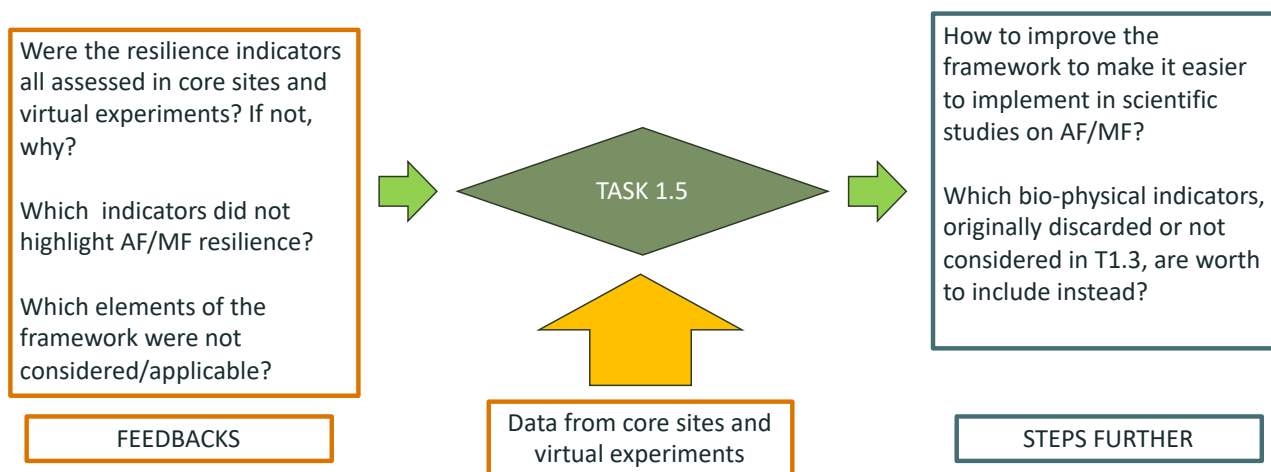 Were the resilience indicators
all assessed in core sites and
virtual experiments? If not,
why?
Which  indicators did not
highlight AF/MF resilience?
Which elements of the
framework were not
considered/applicable?
FEEDBACKS
TASK 1.5
Data from core sites and
virtual experiments
How to improve the
framework to make it easier
to implement in scientific
studies on AF/MF?
Which bio-physical indicators,
originally discarded or not
considered in T1.3, are worth
to include instead?
STEPS FURTHER